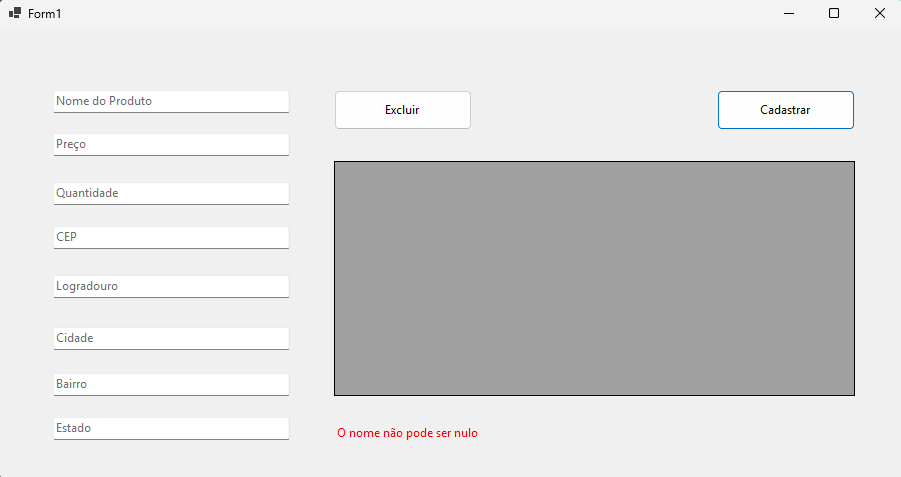 Form1
Nome do Produto
Excluir
Cadastrar
Preço
Quantidade
CEP
Logradouro
Cidade
Bairro
Estado
O nome não pode ser nulo